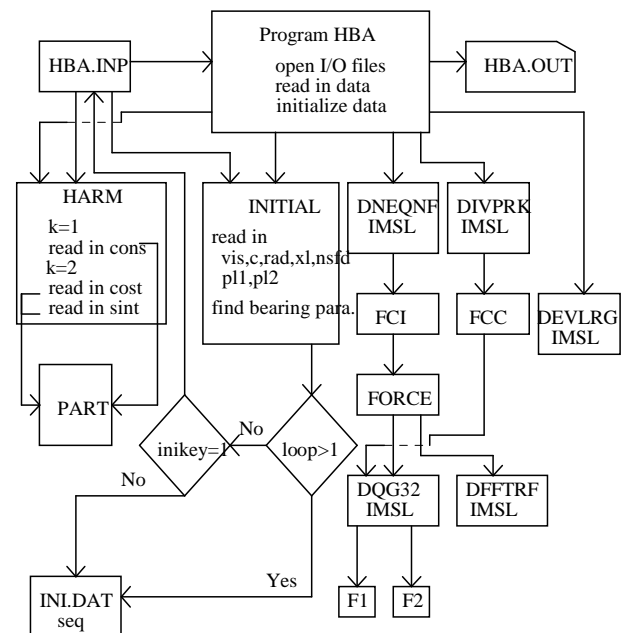 Program HBA
HBA.INP
open I/O files
read in data
initialize data
HBA.OUT
HARM
k=1
read in cons
k=2
read in cost
read in sint
INITIAL
read in
vis,c,rad,xl,nsfd
pl1,pl2
find bearing para.
DNEQNF
IMSL
DIVPRK
IMSL
FCI
FCC
DEVLRG
IMSL
PART
FORCE
inikey=1
No
loop>1
No
DQG32
IMSL
DFFTRF
IMSL
Yes
INI.DAT
seq
F1
F2